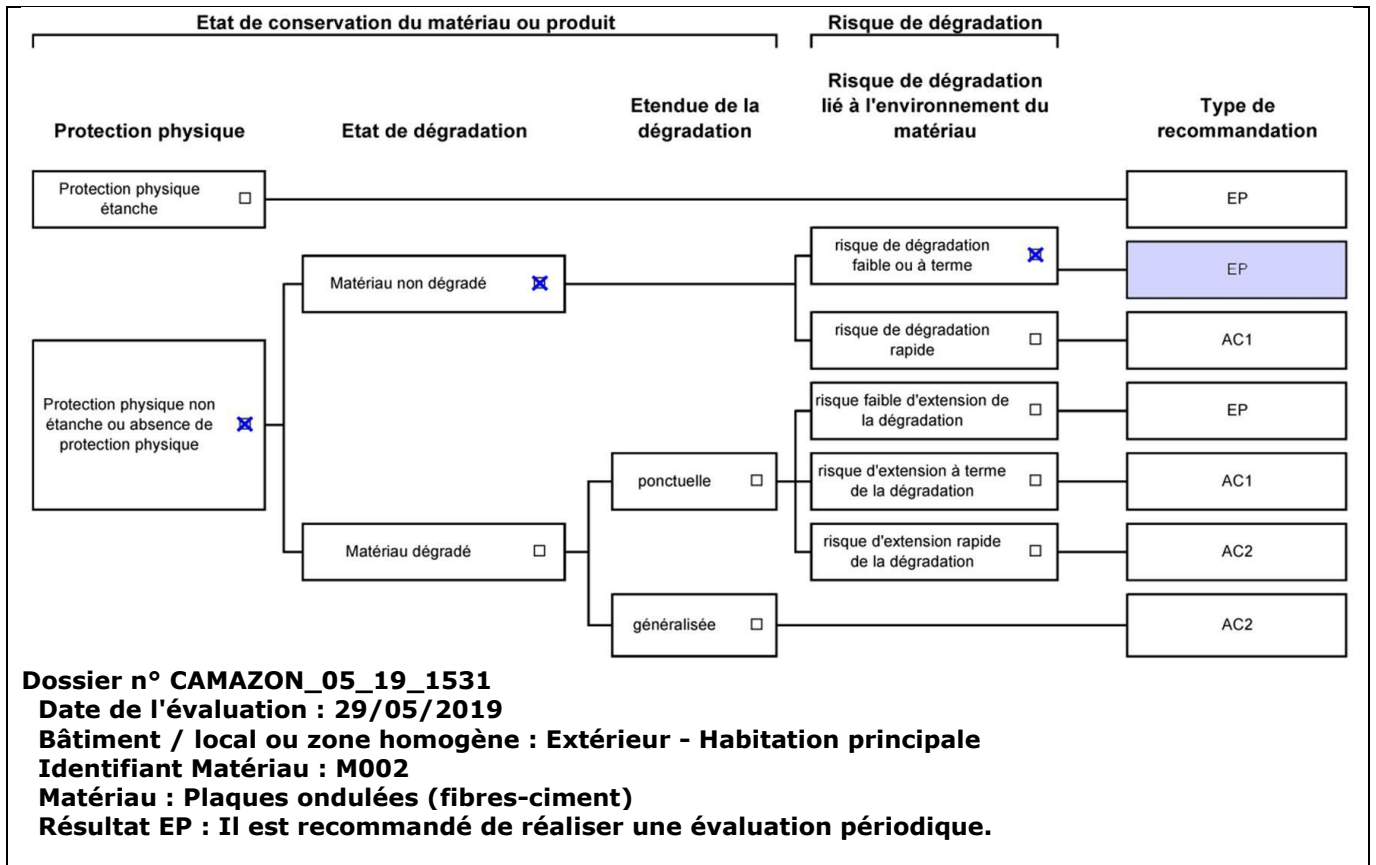 Etat de conservation du matériau ou produit
Risque de dégradation
Protection physique
Etat de dégradation
Etendue de la
dégradation
Risque de dégradation
lié à l'environnement du
matériau
Type de
recommandation
Protection physique
étanche
EP
risque de dégradation
faible ou à terme
EP
Matériau non dégradé
risque de dégradation
rapide
AC1
Protection physique non
étanche ou absence de
protection physique
risque faible d'extension de
la dégradation
EP
ponctuelle
risque d'extension à terme
de la dégradation
AC1
Matériau dégradé
risque d'extension rapide
de la dégradation
AC2
généralisée
AC2
Dossier n° CAMAZON_05_19_1531
Date de l'évaluation : 29/05/2019
Bâtiment / local ou zone homogène : Extérieur - Habitation principale
Identifiant Matériau : M002
Matériau : Plaques ondulées (fibres-ciment)
Résultat EP : Il est recommandé de réaliser une évaluation périodique.